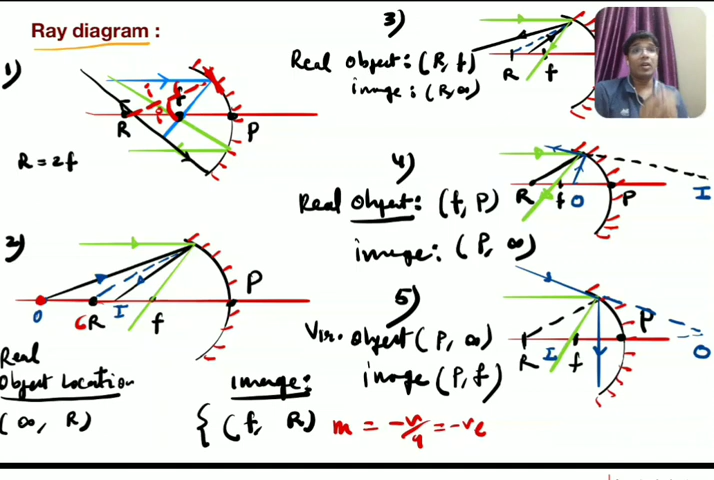 Ray diagram :
1)
i
i
f
R
P
R = 2f
2)
O
C R
I
f
P
Real
Object Location
(∞, R)
image:
{ (f, R)
m = -v/u = -ve
3)
Real Object: (R, f)
image: (R, ∞)
R
f
4)
Real Object: (f, P)
image: (P, ∞)
R
f
O
P
I
5)
Vir. Object (P, ∞)
image (P, f)
R
I
f
P
O